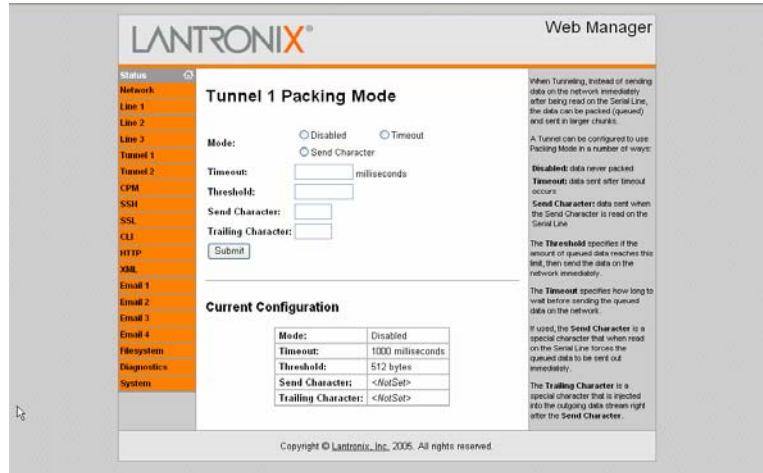 LANTRONIX®
Web Manager
Status
Network
Line 1
Line 2
Line 3
Tunnel 1
Tunnel 2
CPM
SSH
SSL
CLI
HTTP
XML
Email 1
Email 2
Email 3
Email 4
Filesystem
Diagnostics
System
Tunnel 1 Packing Mode
Mode:
Disabled
Timeout
Send Character
Timeout: milliseconds
Threshold:
Send Character:
Trailing Character:
Submit
Current Configuration
Mode: Disabled
Timeout: 1000 milliseconds
Threshold: 512 bytes
Send Character: <NotSet>
Trailing Character: <NotSet>
When Tunneling, instead of sending
data on the network immediately
after being read on the Serial Line,
the data can be packed (queued)
and sent in larger chunks.
A Tunnel can be configured to use
Packing Mode in a number of ways:
Disabled: data never packed
Timeout: data sent after timeout
occurs
Send Character: data sent when
the Send Character is read on the
Serial Line
The Threshold specifies if the
amount of queued data reaches this
limit, then send the data on the
network immediately.
The Timeout specifies how long to
wait before sending the queued
data on the network.
If used, the Send Character is a
special character that when read
on the Serial Line forces the
queued data to be sent out
immediately.
The Trailing Character is a
special character that is injected
into the outgoing data stream right
after the Send Character.
Copyright © Lantronix, Inc. 2005. All rights reserved.